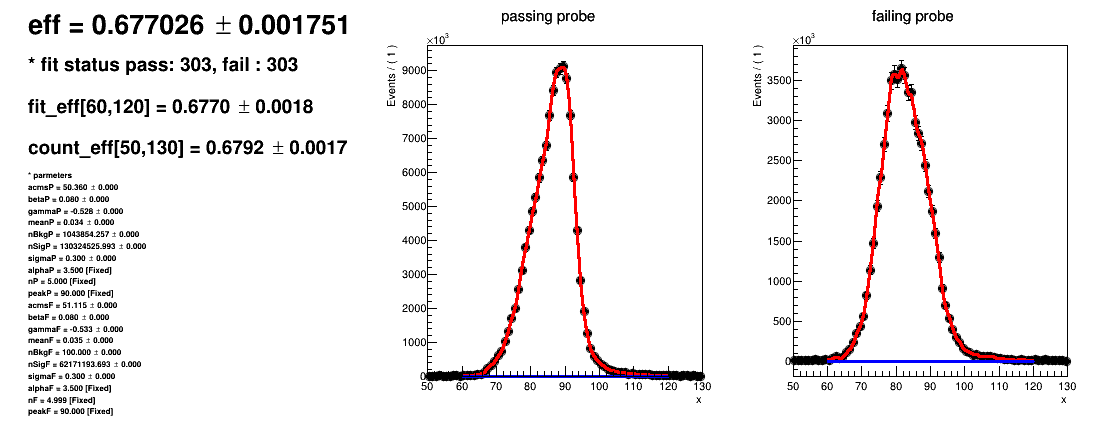 eff = 0.677026 ± 0.001751
* fit status pass: 303, fail : 303
fit_eff[60,120] = 0.6770 ± 0.0018
count_eff[50,130] = 0.6792 ± 0.0017
* parmeters
acmsP = 50.360 ± 0.000
betaP = 0.080 ± 0.000
gammaP = -0.528 ± 0.000
meanP = 0.034 ± 0.000
nBkgP = 1043854.257 ± 0.000
nSigP = 130324525.993 ± 0.000
sigmaP = 0.300 ± 0.000
alphaP = 3.500 [Fixed]
nP = 5.000 [Fixed]
peakP = 90.000 [Fixed]
acmsF = 51.115 ± 0.000
betaF = 0.080 ± 0.000
gammaF = -0.533 ± 0.000
meanF = 0.035 ± 0.000
nBkgF = 100.000 ± 0.000
nSigF = 62171193.693 ± 0.000
sigmaF = 0.300 ± 0.000
alphaF = 3.500 [Fixed]
nF = 4.999 [Fixed]
peakF = 90.000 [Fixed]
passing probe
×10³
Events / ( 1 )
9000
8000
7000
6000
5000
4000
3000
2000
1000
0
50 60 70 80 90 100 110 120 130
x
failing probe
×10³
Events / ( 1 )
3500
3000
2500
2000
1500
1000
500
0
50 60 70 80 90 100 110 120 130
x